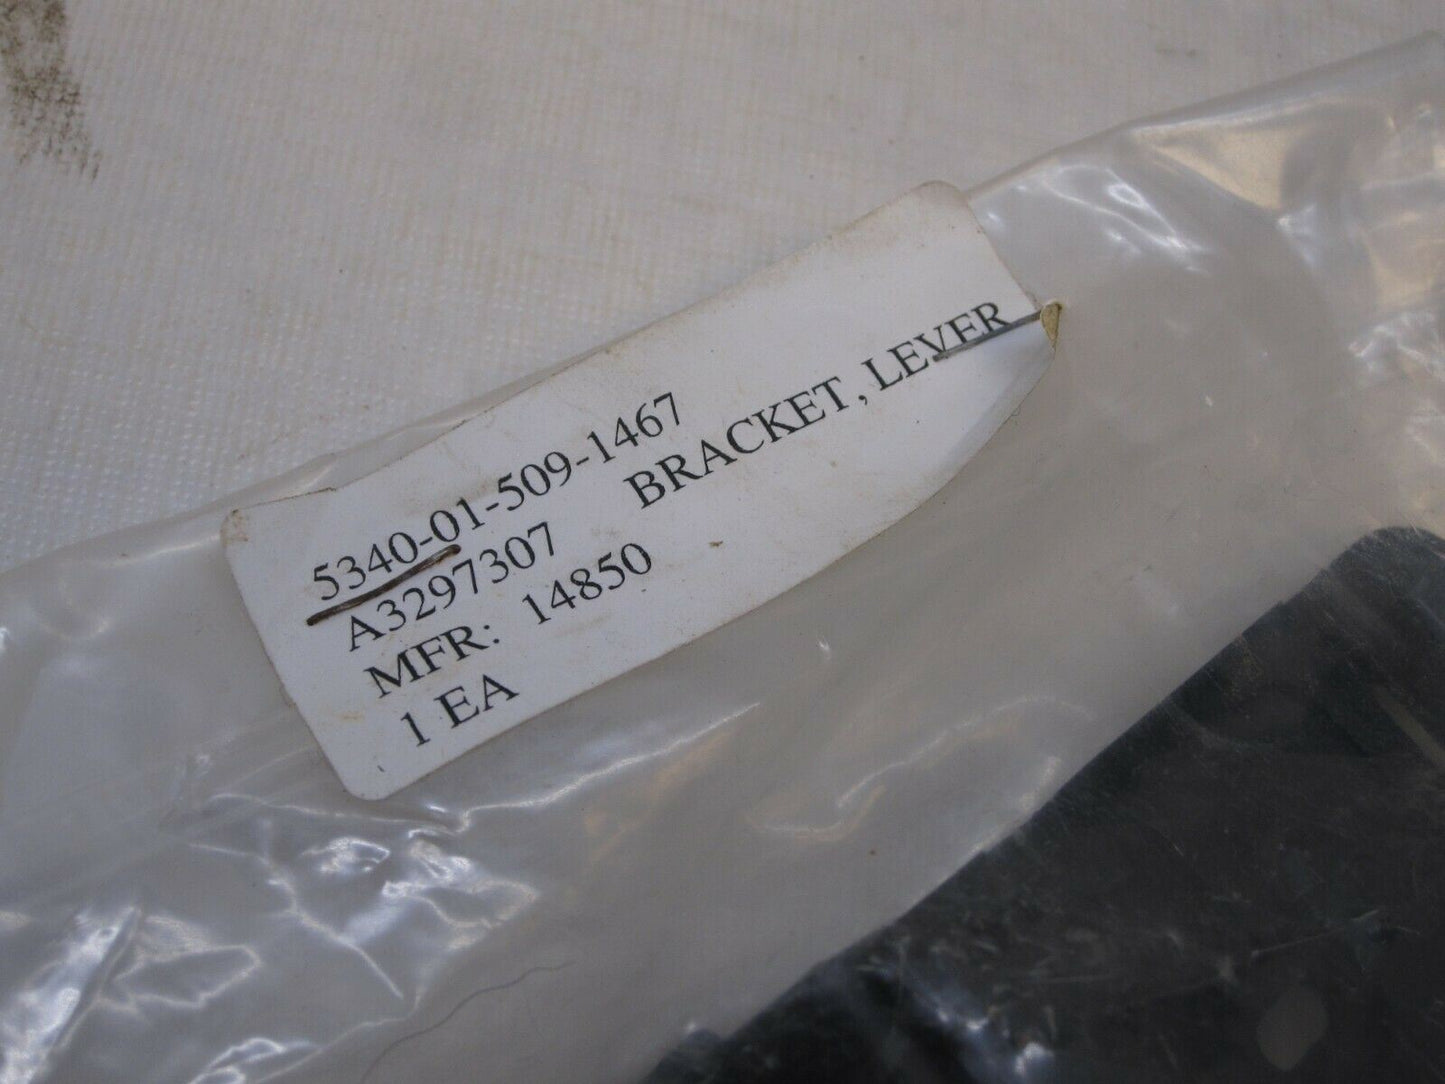 5340-01-509-1467
A3297307 BRACKET, LEVER
MFR: 14850
1 EA